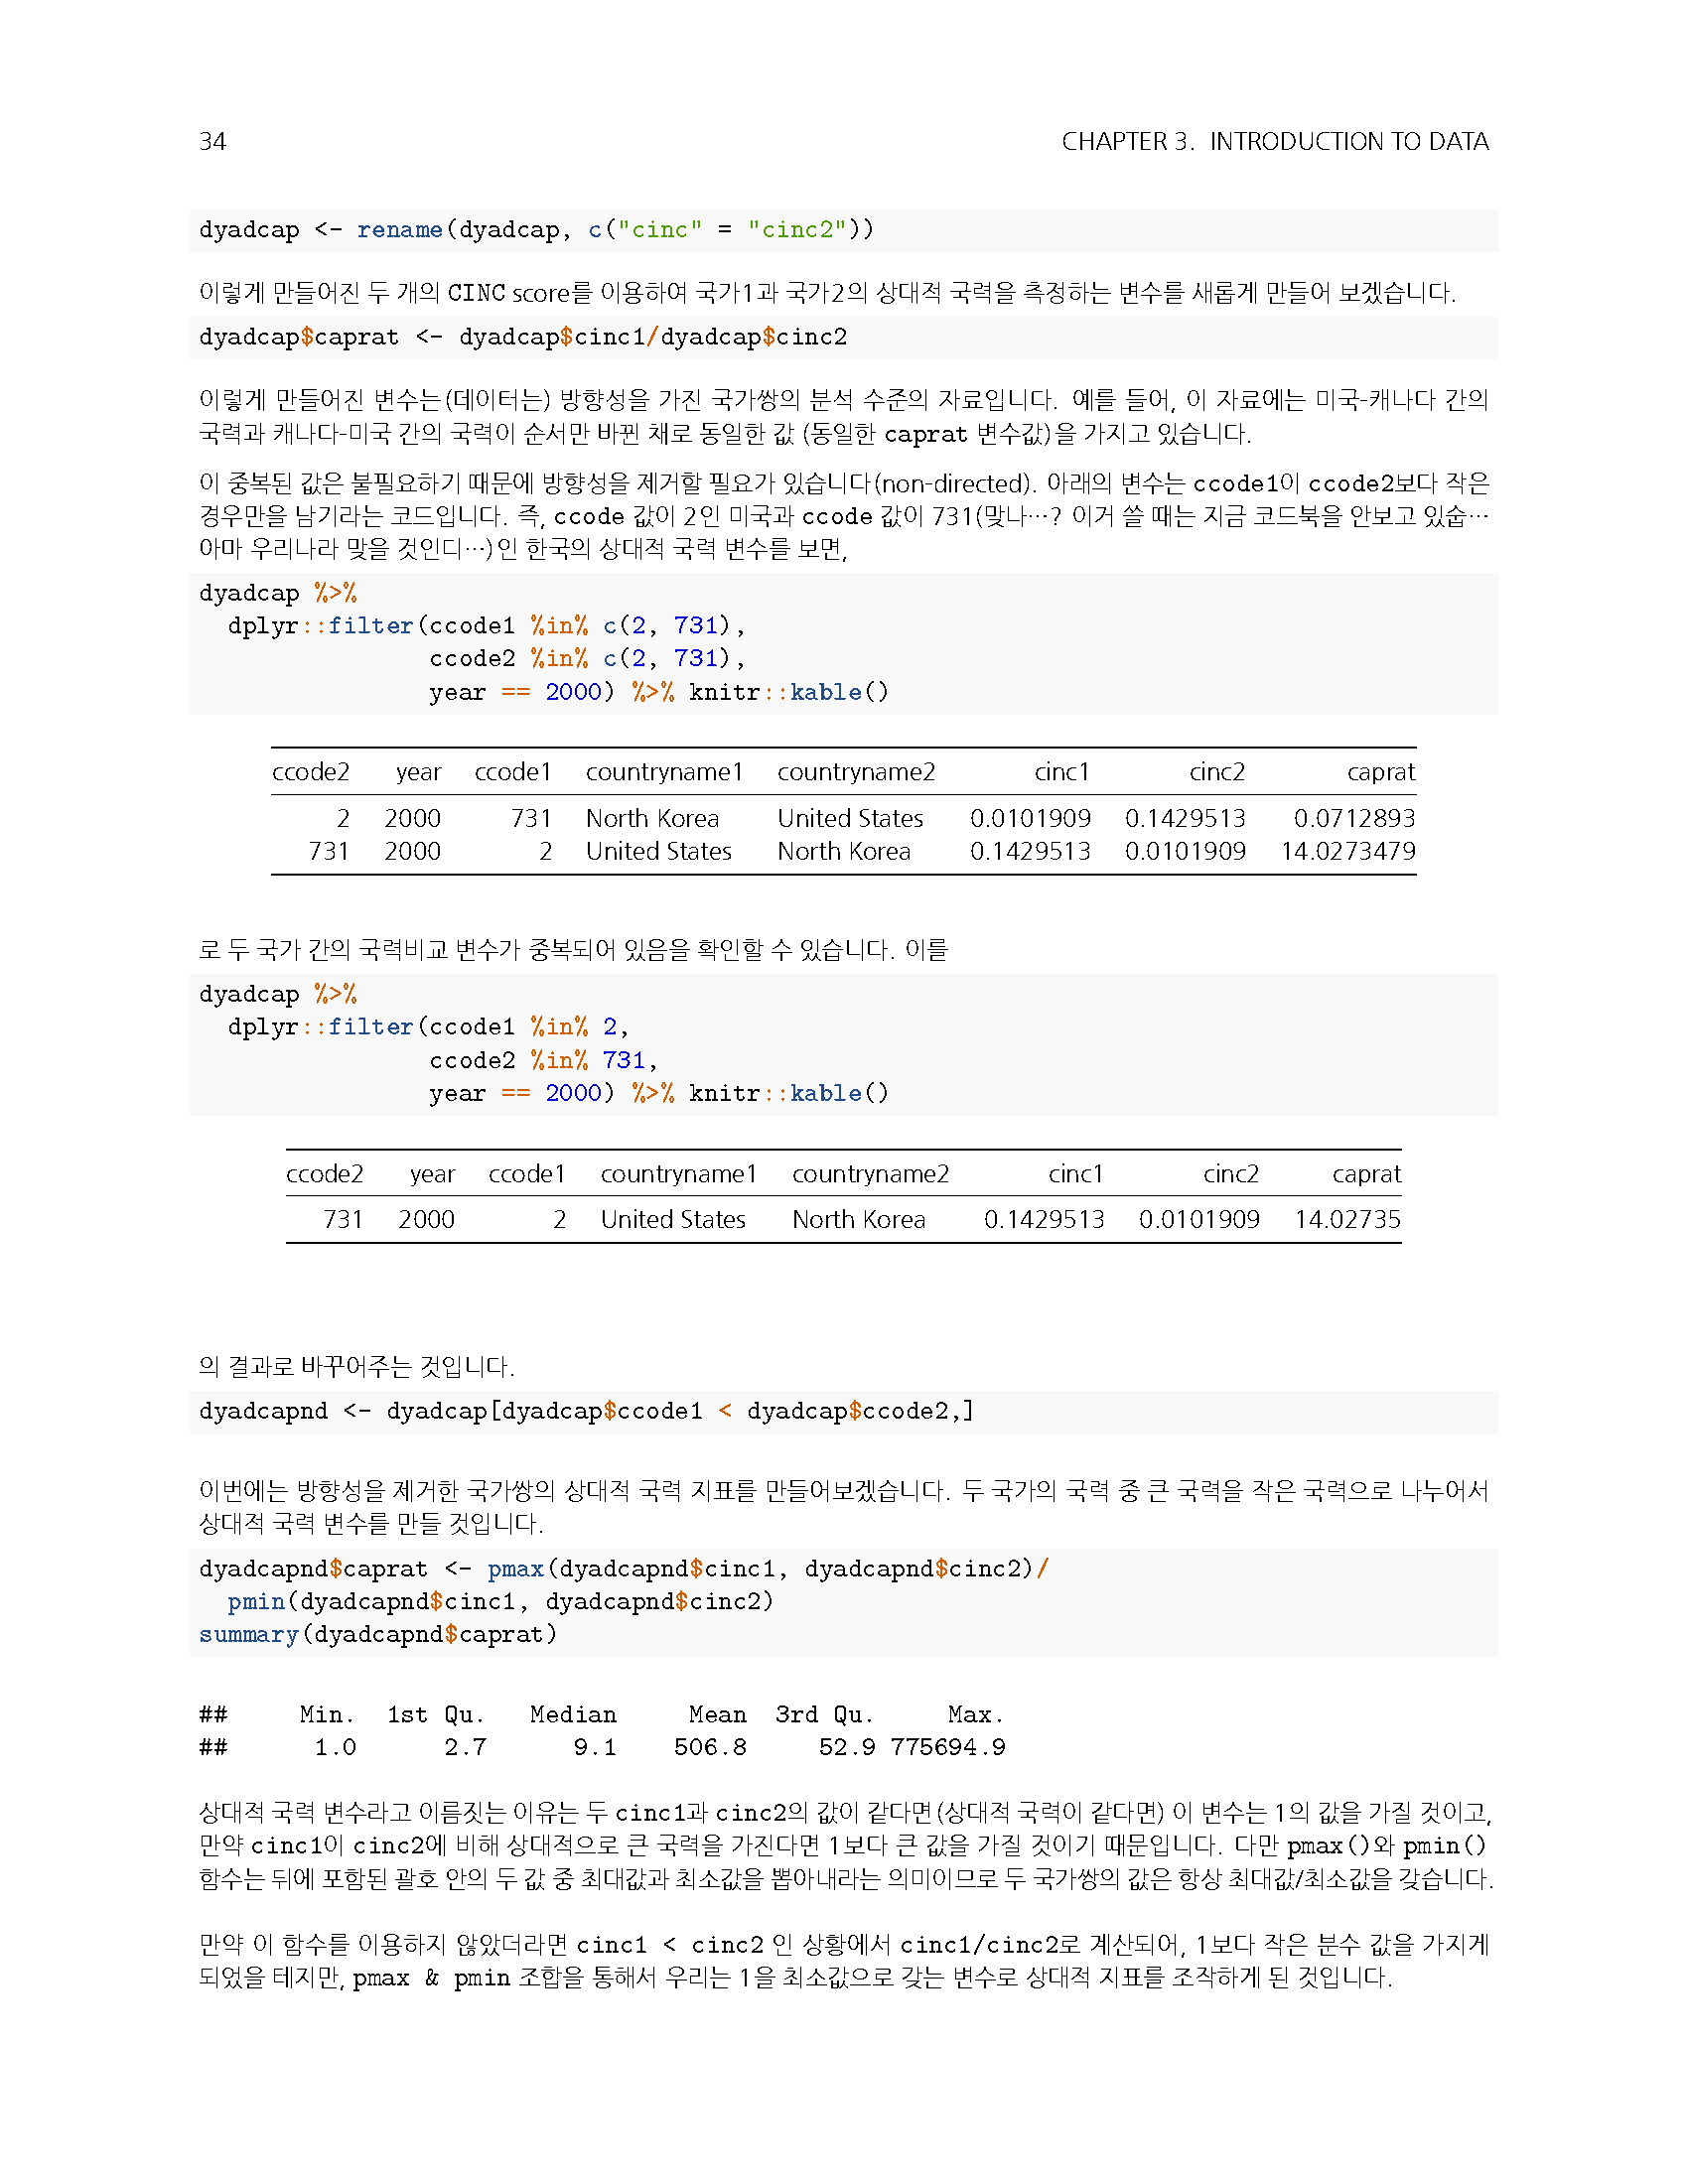 34 CHAPTER 3. INTRODUCTION TO DATA
dyadcap <- rename(dyadcap, c("cinc" = "cinc2"))
이렇게 만들어진 두 개의 CINC score를 이용하여 국가1과 국가2의 상대적 국력을 측정하는 변수를 새롭게 만들어 보겠습니다.
dyadcap$caprat <- dyadcap$cinc1/dyadcap$cinc2
이렇게 만들어진 변수는(데이터는) 방향성을 가진 국가쌍의 분석 수준의 자료입니다. 예를 들어, 이 자료에는 미국-캐나다 간의
국력과 캐나다-미국 간의 국력이 순서만 바뀐 채로 동일한 값 (동일한 caprat 변수값)을 가지고 있습니다.
이 중복된 값은 불필요하기 때문에 방향성을 제거할 필요가 있습니다(non-directed). 아래의 변수는 ccode1이 ccode2보다 작은
경우만을 남기라는 코드입니다. 즉, ccode 값이 2인 미국과 ccode 값이 731(맞나…? 이거 쓸 때는 지금 코드북을 안보고 있숩…
아마 우리나라 맞을 것인디…)인 한국의 상대적 국력 변수를 보면,
dyadcap %>%
  dplyr::filter(ccode1 %in% c(2, 731),
                ccode2 %in% c(2, 731),
                year == 2000) %>% knitr::kable()
ccode2 year ccode1 countryname1 countryname2 cinc1 cinc2 caprat
2 2000 731 North Korea United States 0.0101909 0.1429513 0.0712893
731 2000 2 United States North Korea 0.1429513 0.0101909 14.0273479
로 두 국가 간의 국력비교 변수가 중복되어 있음을 확인할 수 있습니다. 이를
dyadcap %>%
  dplyr::filter(ccode1 %in% 2,
                ccode2 %in% 731,
                year == 2000) %>% knitr::kable()
ccode2 year ccode1 countryname1 countryname2 cinc1 cinc2 caprat
731 2000 2 United States North Korea 0.1429513 0.0101909 14.02735
의 결과로 바꾸어주는 것입니다.
dyadcapnd <- dyadcap[dyadcap$ccode1 < dyadcap$ccode2,]
이번에는 방향성을 제거한 국가쌍의 상대적 국력 지표를 만들어보겠습니다. 두 국가의 국력 중 큰 국력을 작은 국력으로 나누어서
상대적 국력 변수를 만들 것입니다.
dyadcapnd$caprat <- pmax(dyadcapnd$cinc1, dyadcapnd$cinc2)/
  pmin(dyadcapnd$cinc1, dyadcapnd$cinc2)
summary(dyadcapnd$caprat)
##     Min.  1st Qu.   Median     Mean  3rd Qu.     Max.
##      1.0      2.7      9.1    506.8     52.9 775694.9
상대적 국력 변수라고 이름짓는 이유는 두 cinc1과 cinc2의 값이 같다면(상대적 국력이 같다면) 이 변수는 1의 값을 가질 것이고,
만약 cinc1이 cinc2에 비해 상대적으로 큰 국력을 가진다면 1보다 큰 값을 가질 것이기 때문입니다. 다만 pmax()와 pmin()
함수는 뒤에 포함된 괄호 안의 두 값 중 최대값과 최소값을 뽑아내라는 의미이므로 두 국가쌍의 값은 항상 최대값/최소값을 갖습니다.
만약 이 함수를 이용하지 않았더라면 cinc1 < cinc2 인 상황에서 cinc1/cinc2로 계산되어, 1보다 작은 분수 값을 가지게
되었을 테지만, pmax & pmin 조합을 통해서 우리는 1을 최소값으로 갖는 변수로 상대적 지표를 조작하게 된 것입니다.